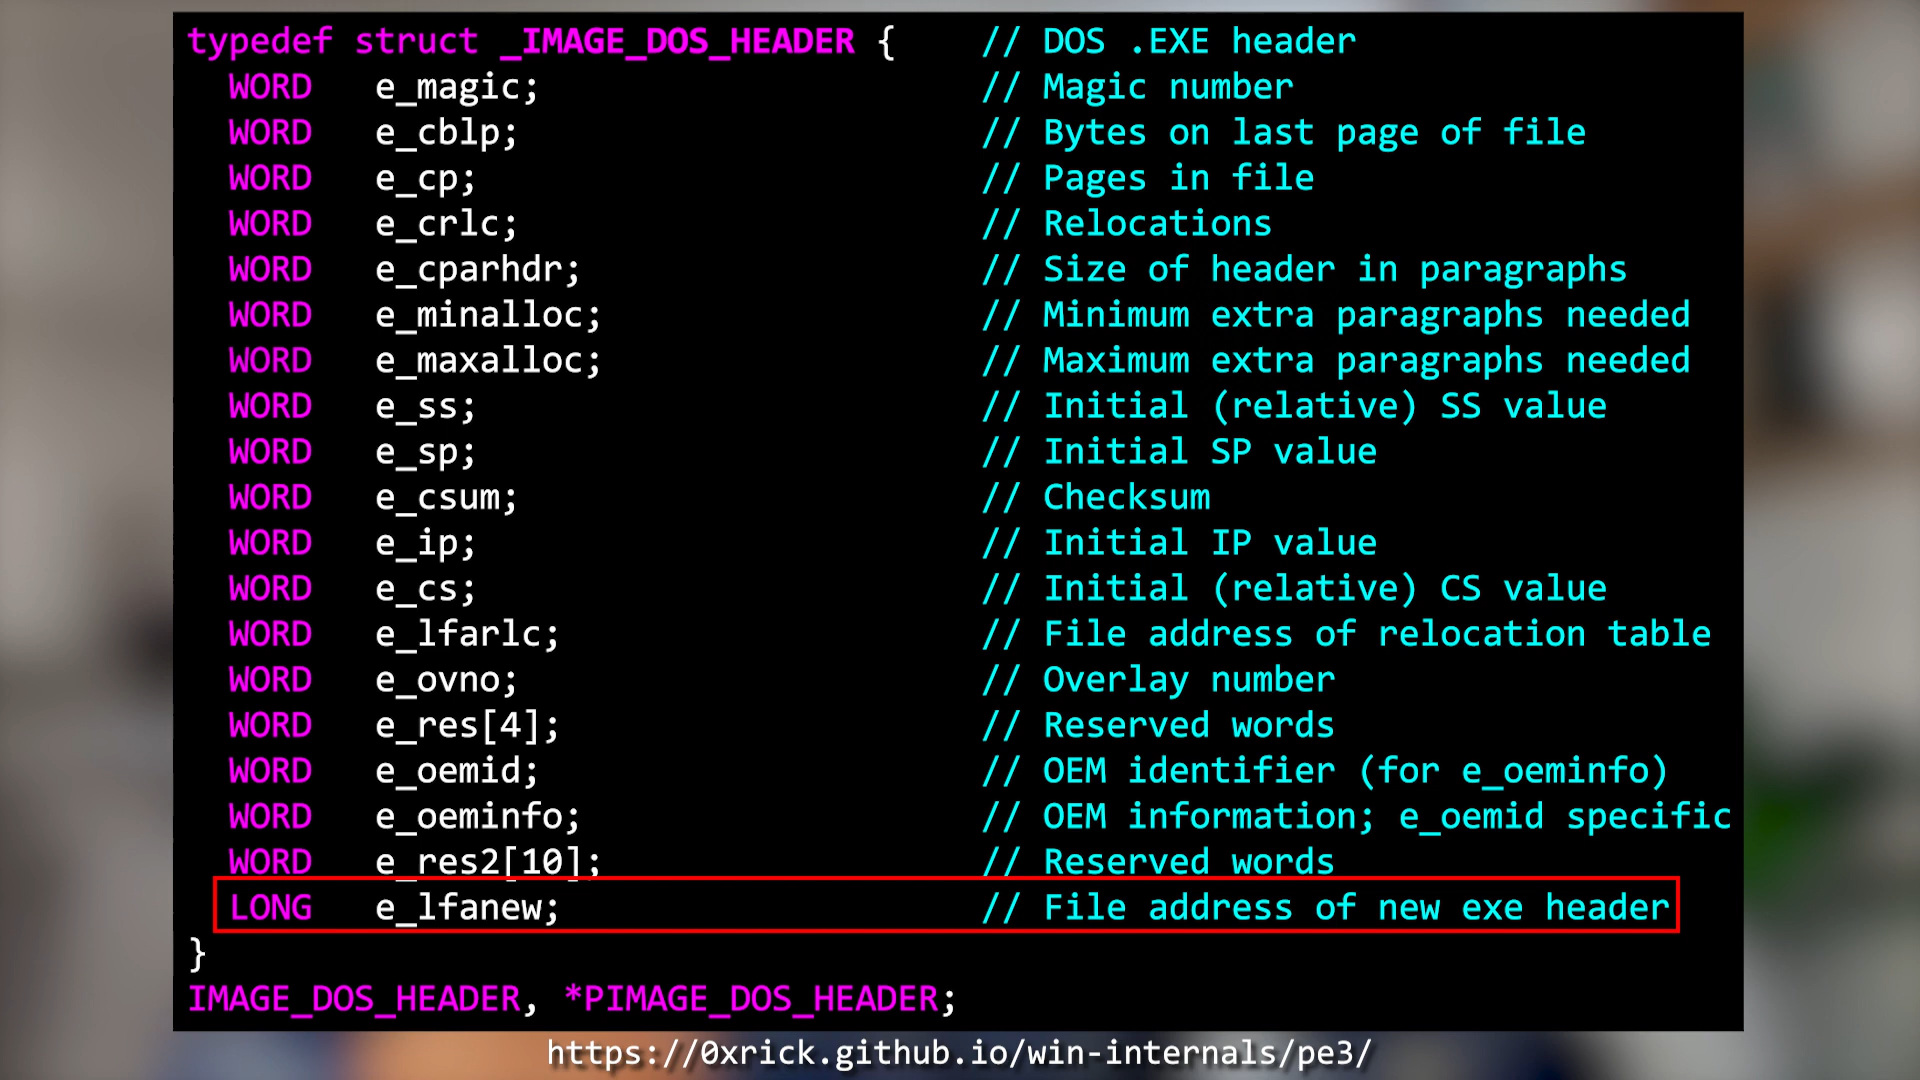 typedef struct _IMAGE_DOS_HEADER { // DOS .EXE header
WORD e_magic; // Magic number
WORD e_cblp; // Bytes on last page of file
WORD e_cp; // Pages in file
WORD e_crlc; // Relocations
WORD e_cparhdr; // Size of header in paragraphs
WORD e_minalloc; // Minimum extra paragraphs needed
WORD e_maxalloc; // Maximum extra paragraphs needed
WORD e_ss; // Initial (relative) SS value
WORD e_sp; // Initial SP value
WORD e_csum; // Checksum
WORD e_ip; // Initial IP value
WORD e_cs; // Initial (relative) CS value
WORD e_lfarlc; // File address of relocation table
WORD e_ovno; // Overlay number
WORD e_res[4]; // Reserved words
WORD e_oemid; // OEM identifier (for e_oeminfo)
WORD e_oeminfo; // OEM information; e_oemid specific
WORD e_res2[10]; // Reserved words
LONG e_lfanew; // File address of new exe header
}
IMAGE_DOS_HEADER, *PIMAGE_DOS_HEADER;
https://0xrick.github.io/win-internals/pe3/